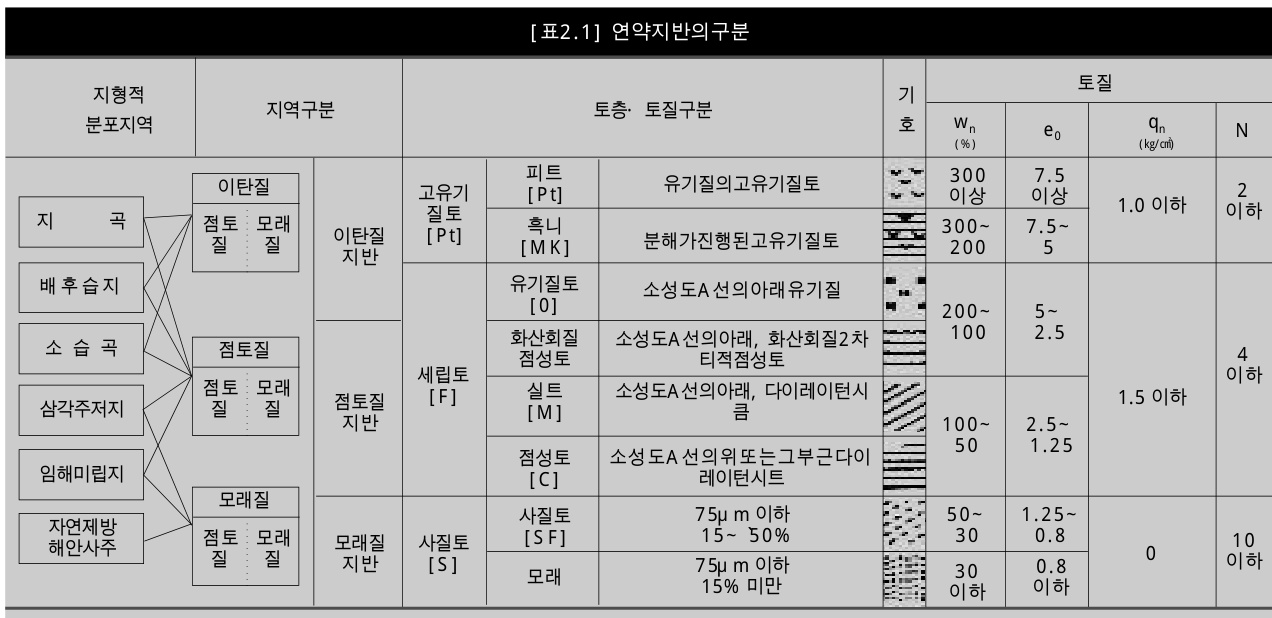 [표2.1] 연약지반의구분
지형적
분포지역
지역구분
토층· 토질구분
기
호
토질
wn
(%)
e0
qn
(kg/㎠)
N
지 곡
배후습지
소 습 곡
삼각주저지
임해미립지
자연제방
해안사주
이탄질
점토
질
모래
질
점토질
점토
질
모래
질
모래질
점토
질
모래
질
이탄질
지반
점토질
지반
모래질
지반
고유기
질토
[Pt]
세립토
[F]
사질토
[S]
피트
[Pt]
유기질의고유기질토
300
이상
7.5
이상
1.0 이하
2
이하
흑니
[MK]
분해가진행된고유기질토
300~
200
7.5~
5
유기질토
[0]
소성도A선의아래유기질
200~
100
5~
2.5
1.5 이하
4
이하
화산회질
점성토
소성도A선의아래, 화산회질2차
티적점성토
실트
[M]
소성도A선의아래, 다이레이턴시
큼
100~
50
2.5~
1.25
점성토
[C]
소성도A선의위또는그부근다이
레이턴시트
사질토
[SF]
75μm 이하
15~ 50%
50~
30
1.25~
0.8
0
10
이하
모래
75μm 이하
15% 미만
30
이하
0.8
이하